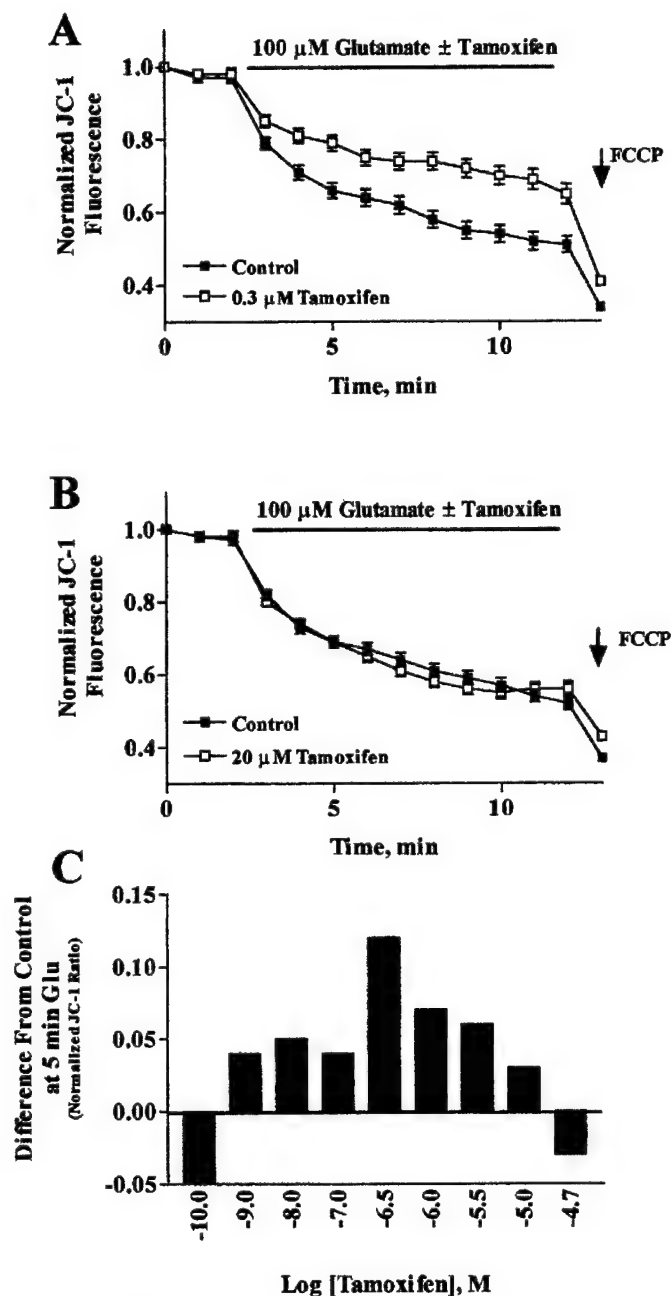 A
100 μM Glutamate ± Tamoxifen
Normalized JC-1
Fluorescence
1.0
0.8
0.6
0.4
FCCP
Control
0.3 μM Tamoxifen
0 5 10
Time, min
B
100 μM Glutamate ± Tamoxifen
Normalized JC-1
Fluorescence
1.0
0.8
0.6
0.4
FCCP
Control
20 μM Tamoxifen
0 5 10
Time, min
C
Difference From Control
at 5 min Glu
(Normalized JC-1 Ratio)
0.15
0.10
0.05
0.00
-0.05
-10.0 -9.0 -8.0 -7.0 -6.5 -6.0 -5.5 -5.0 -4.7
Log [Tamoxifen], M